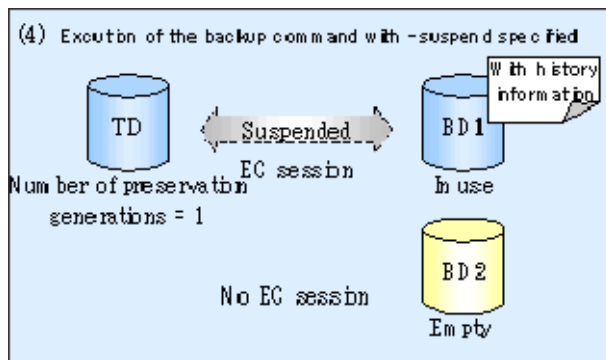 (4) Excution of the backup command with -suspend specified
With history
information
TD
Suspended
BD1
EC session
Number of preservation
generations = 1
In use
BD2
No EC session
Empty